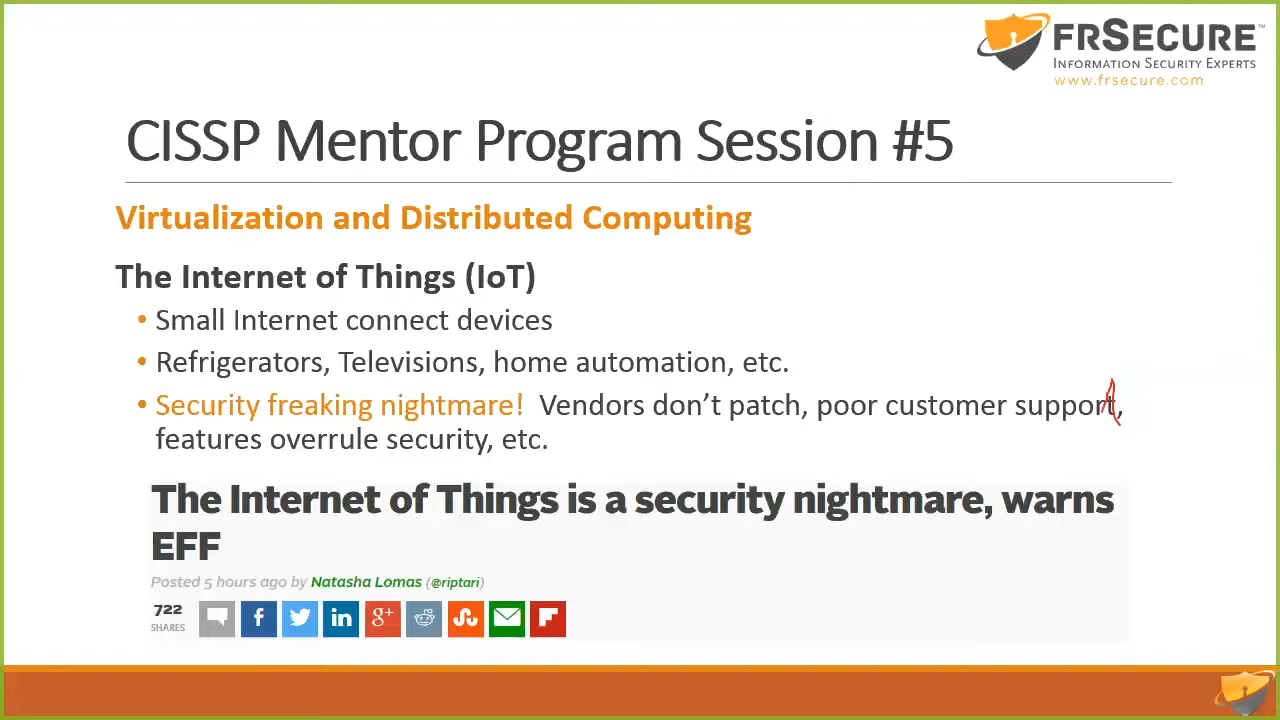 FRSECURE™
INFORMATION SECURITY EXPERTS
www.frsecure.com
CISSP Mentor Program Session #5
Virtualization and Distributed Computing
The Internet of Things (IoT)
• Small Internet connect devices
• Refrigerators, Televisions, home automation, etc.
• Security freaking nightmare! Vendors don’t patch, poor customer support,
features overrule security, etc.
The Internet of Things is a security nightmare, warns
EFF
Posted 5 hours ago by Natasha Lomas (@riptari)
722
SHARES